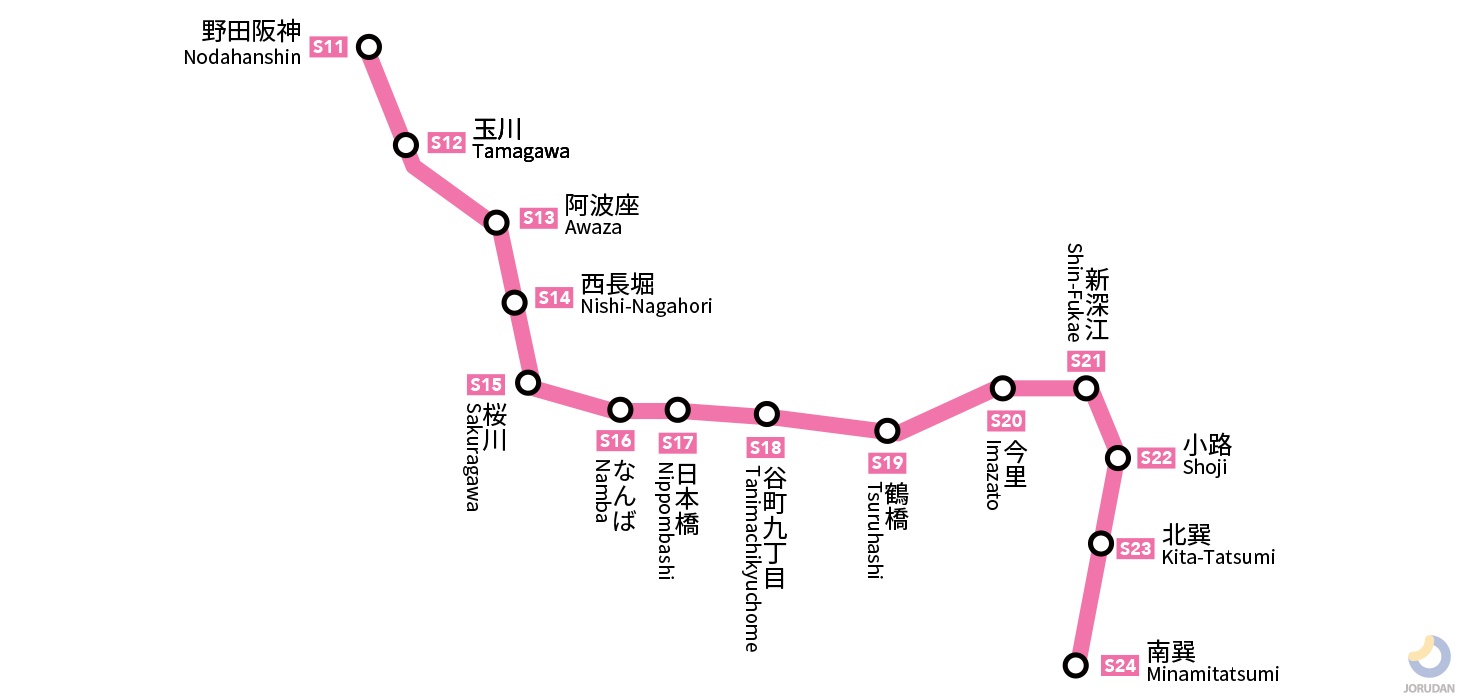 野田阪神
Nodahanshin
S11
S12
玉川
Tamagawa
S13
阿波座
Awaza
S14
西長堀
Nishi-Nagahori
S15
桜川
Sakuragawa
S16
なんば
Namba
S17
日本橋
Nippombashi
S18
谷町九丁目
Tanimachikyuchome
S19
鶴橋
Tsuruhashi
S20
今里
Imazato
新深江
Shin-Fukae
S21
S22
小路
Shoji
S23
北巽
Kita-Tatsumi
S24
南巽
Minamitatsumi
JORUDAN